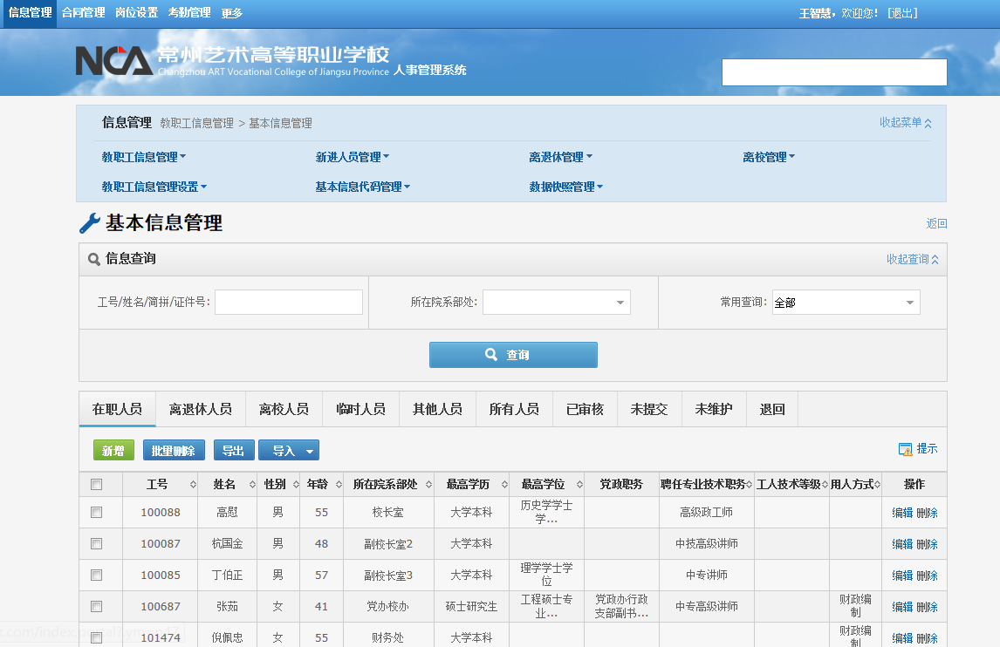 信息管理 合同管理 岗位设置 考勤管理 更多 王智慧，欢迎您！ [退出]
NCA 常州艺术高等职业学校
Changzhou ART Vocational College of Jiangsu Province 人事管理系统
信息管理 教职工信息管理 > 基本信息管理 收起菜单
教职工信息管理 新进人员管理 离退休管理 离校管理
教职工信息管理设置 基本信息代码管理 数据快照管理
基本信息管理 返回
信息查询 收起查询
工号/姓名/简拼/证件号: 所在院系部处: 常用查询: 全部
查询
在职人员 离退休人员 离校人员 临时人员 其他人员 所有人员 已审核 未提交 未维护 退回
新增 批量删除 导出 导入 提示
工号 姓名 性别 年龄 所在院系部处 最高学历 最高学位 党政职务 聘任专业技术职务 工人技术等级 用人方式 操作
100088 高慰 男 55 校长室 大学本科 历史学学士学... 高级政工师 编辑 删除
100087 杭国金 男 48 副校长室2 大学本科 中技高级讲师 编辑 删除
100085 丁伯正 男 57 副校长室3 大学本科 理学学士学位 中专讲师 编辑 删除
100687 张茹 女 41 党办校办 硕士研究生 工程硕士专业... 党政办行政支部副书... 中专高级讲师 财政编制 编辑 删除
101474 倪佩忠 女 55 财务处 大学本科 财政编制 编辑 删除